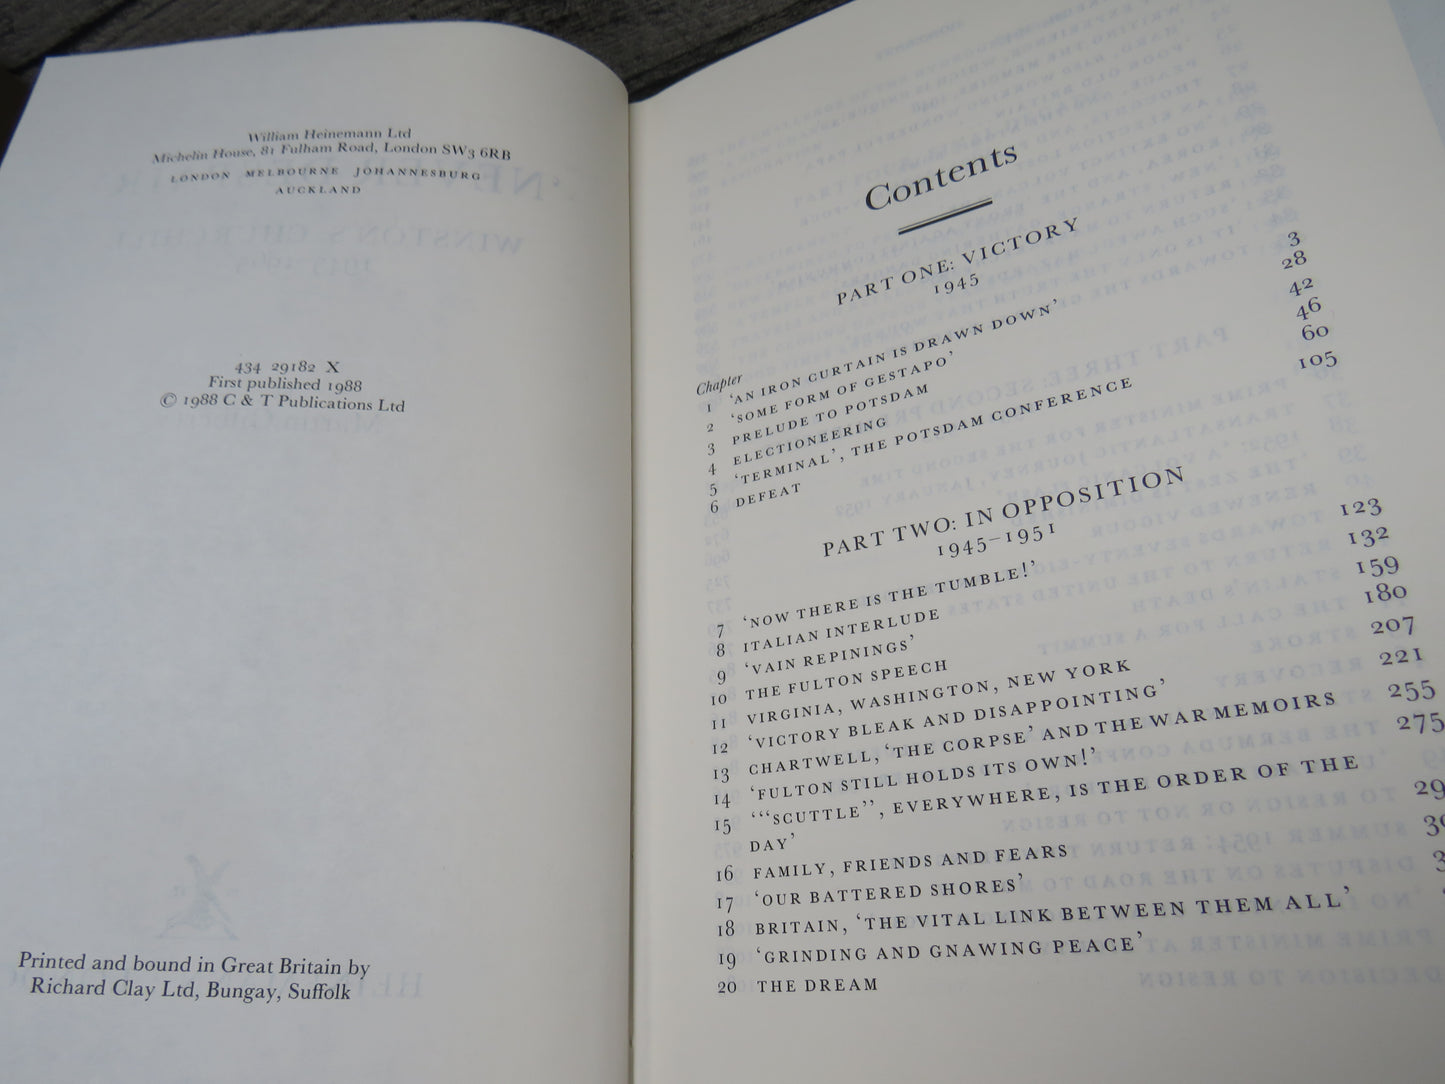 William Heinemann Ltd
Michelin House, 81 Fulham Road, London SW3 6RB
LONDON MELBOURNE JOHANNESBURG
AUCKLAND
434 29182 X
First published 1988
© 1988 C & T Publications Ltd
Printed and bound in Great Britain by
Richard Clay Ltd, Bungay, Suffolk
Contents
PART ONE: VICTORY
1945
Chapter
1 ‘AN IRON CURTAIN IS DRAWN DOWN’ 3
2 ‘SOME FORM OF GESTAPO’ 28
3 PRELUDE TO POTSDAM 42
4 ELECTIONEERING 46
5 ‘TERMINAL’, THE POTSDAM CONFERENCE 60
6 DEFEAT 105
PART TWO: IN OPPOSITION
1945–1951
7 ‘NOW THERE IS THE TUMBLE!’ 123
8 ITALIAN INTERLUDE 132
9 ‘VAIN REPININGS’ 159
10 THE FULTON SPEECH 180
11 VIRGINIA, WASHINGTON, NEW YORK 207
12 ‘VICTORY BLEAK AND DISAPPOINTING’ 221
13 CHARTWELL, ‘THE CORPSE’ AND THE WAR MEMOIRS 255
14 ‘FULTON STILL HOLDS ITS OWN!’ 275
15 ‘“SCUTTLE”, EVERYWHERE, IS THE ORDER OF THE
DAY’
16 FAMILY, FRIENDS AND FEARS
17 ‘OUR BATTERED SHORES’
18 BRITAIN, ‘THE VITAL LINK BETWEEN THEM ALL’
19 ‘GRINDING AND GNAWING PEACE’
20 THE DREAM